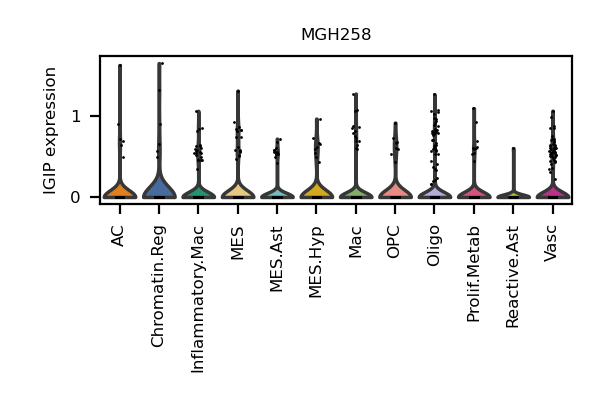 MGH258
IGIP expression
1
0
AC
Chromatin.Reg
Inflammatory.Mac
MES
MES.Ast
MES.Hyp
Mac
OPC
Oligo
Prolif.Metab
Reactive.Ast
Vasc